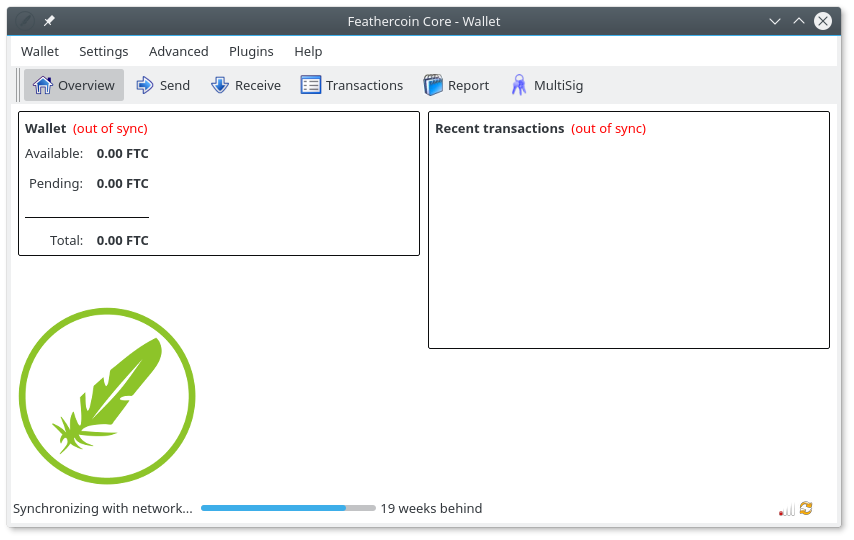 Feathercoin Core - Wallet
Wallet Settings Advanced Plugins Help
Overview Send Receive Transactions Report MultiSig
Wallet (out of sync)
Available: 0.00 FTC
Pending: 0.00 FTC
Total: 0.00 FTC
Recent transactions (out of sync)
Synchronizing with network... 19 weeks behind